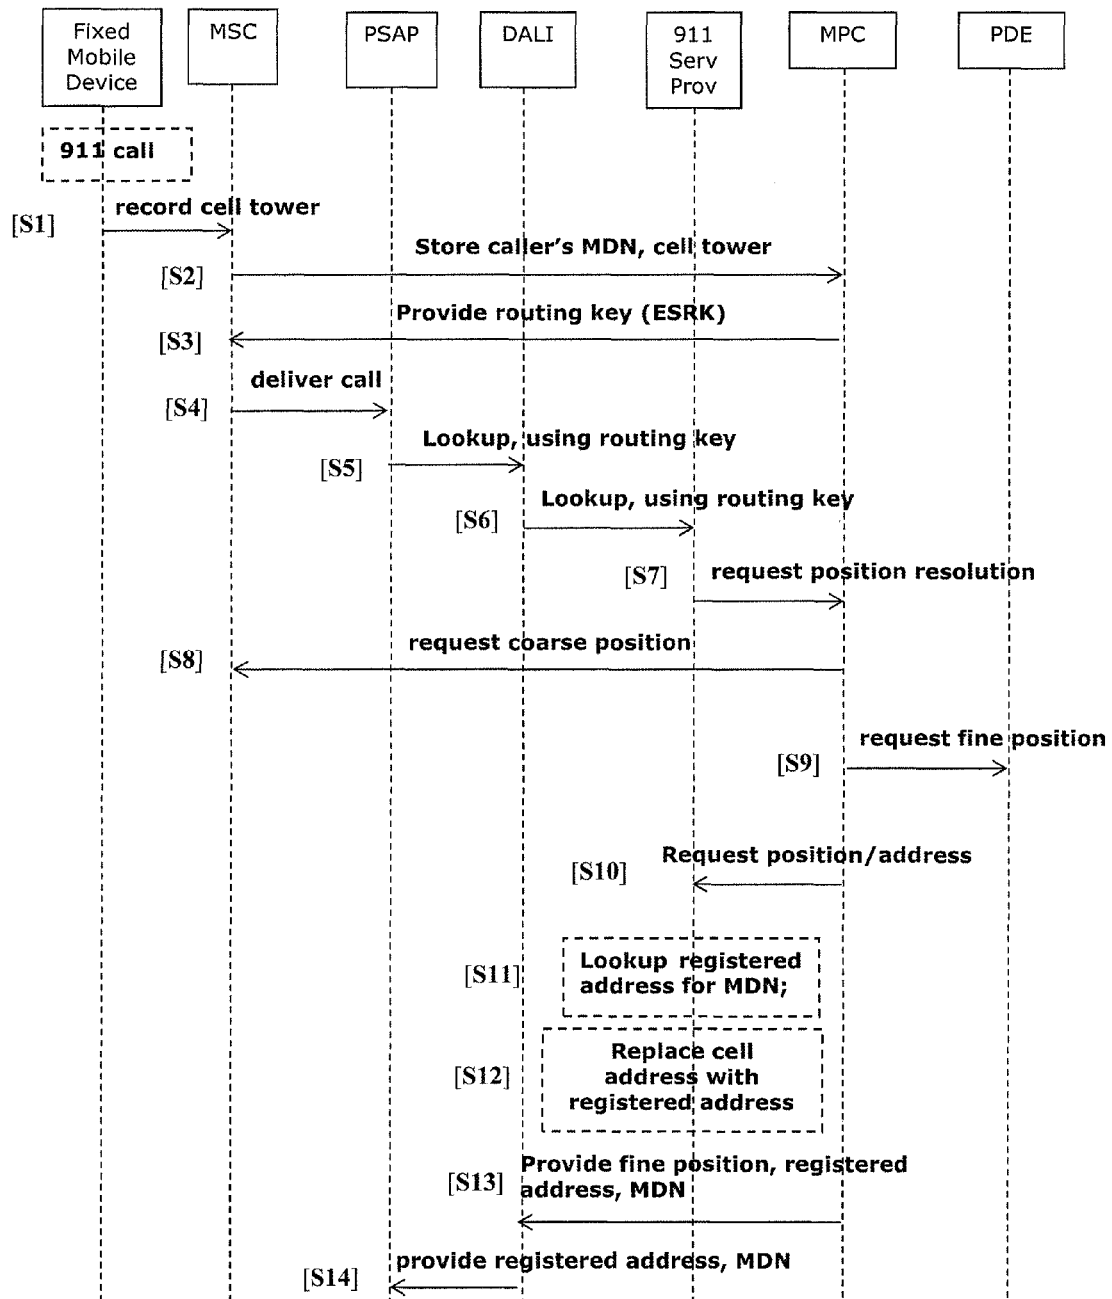 Fixed
Mobile
Device
MSC
PSAP
DALI
911
Serv
Prov
MPC
PDE
911 call
[S1]
record cell tower
[S2]
Store caller's MDN, cell tower
[S3]
Provide routing key (ESRK)
[S4]
deliver call
[S5]
Lookup, using routing key
[S6]
Lookup, using routing key
[S7]
request position resolution
[S8]
request coarse position
[S9]
request fine position
[S10]
Request position/address
[S11]
Lookup registered
address for MDN;
[S12]
Replace cell
address with
registered address
[S13]
Provide fine position, registered
address, MDN
[S14]
provide registered address, MDN